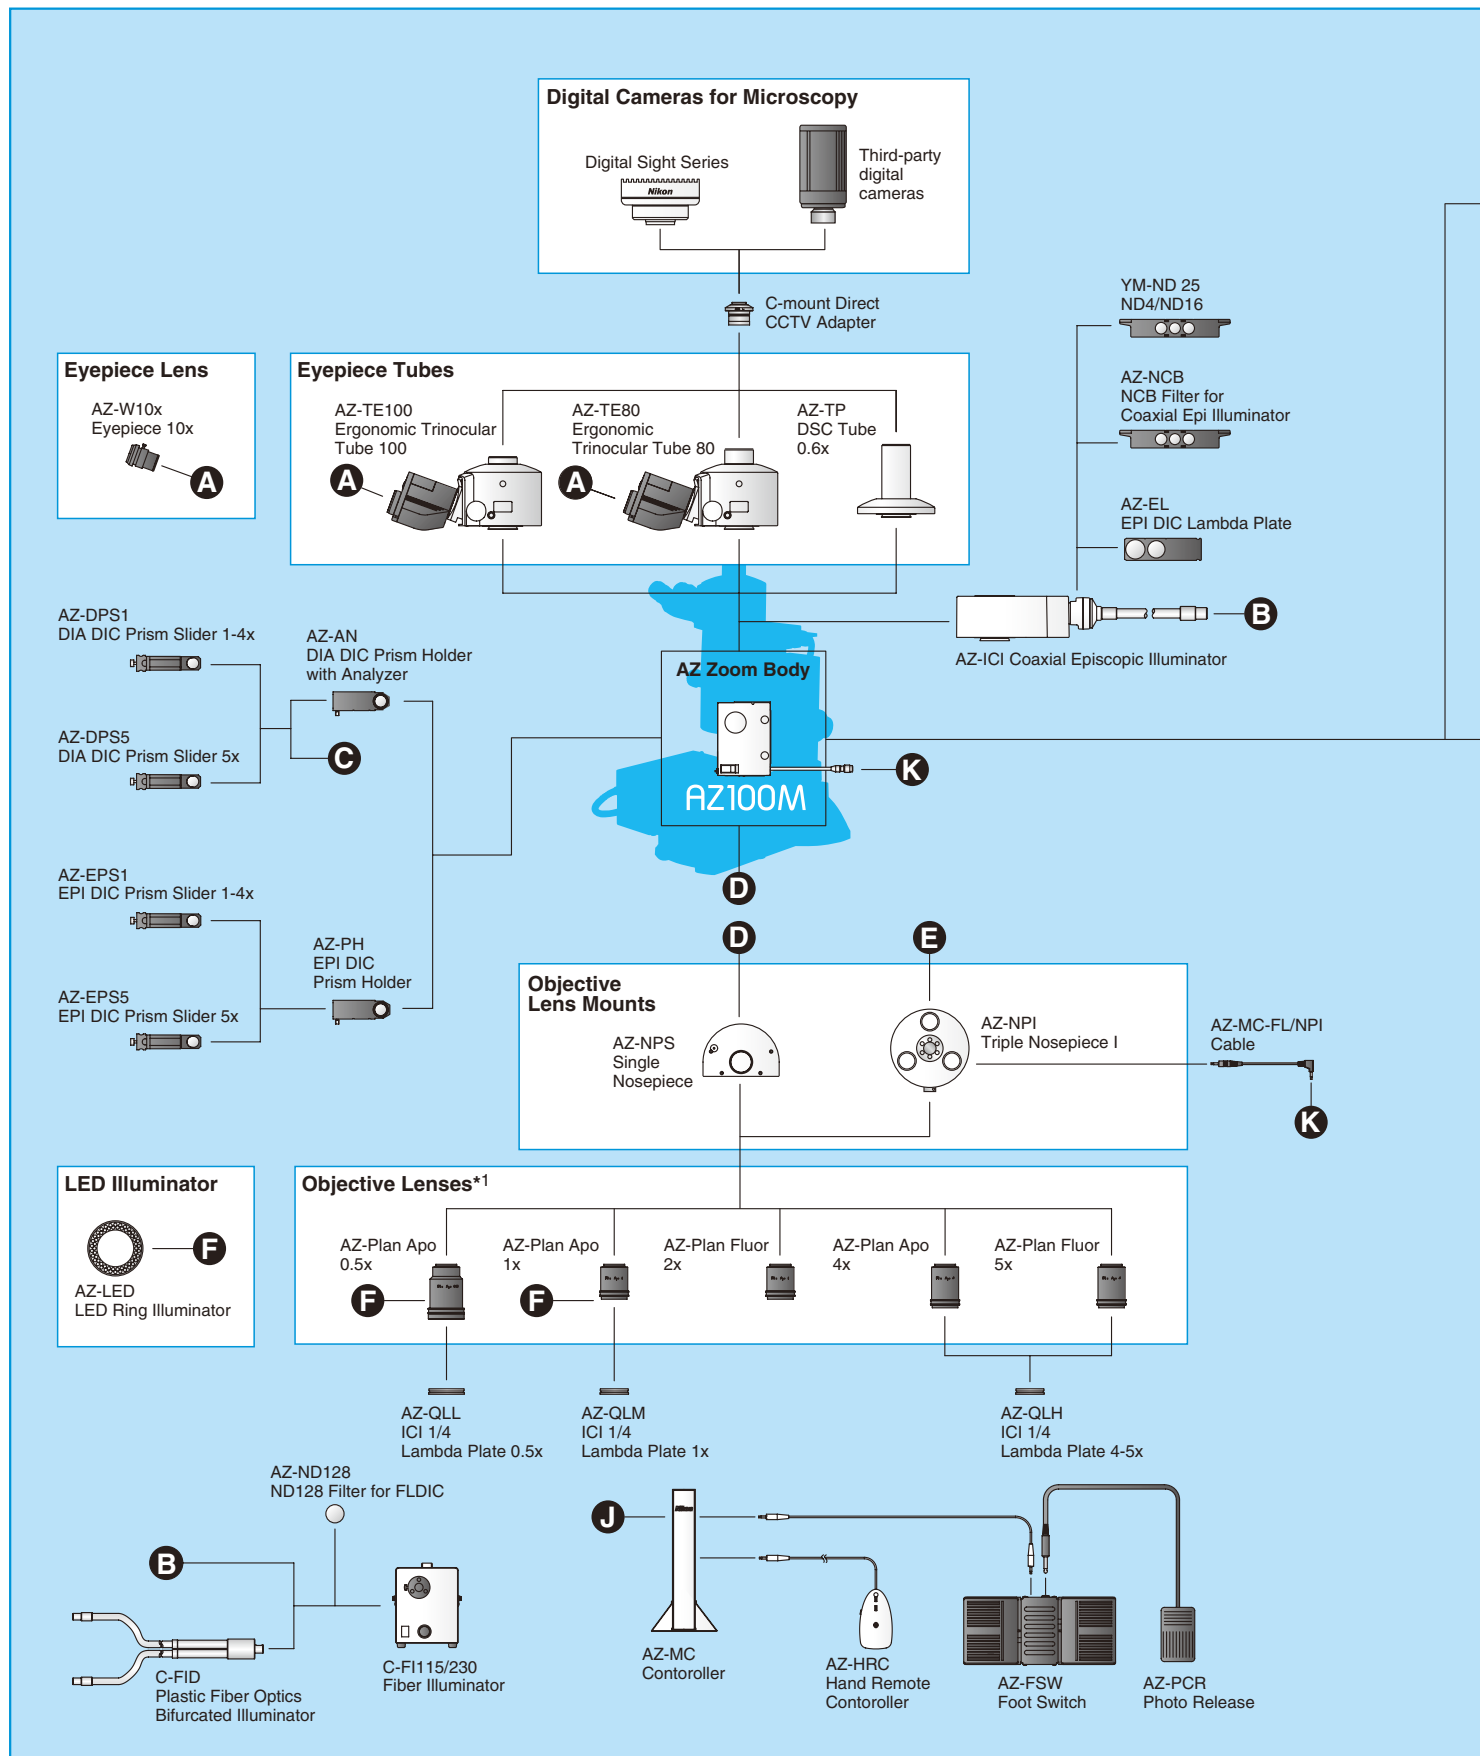 Digital Cameras for Microscopy
Digital Sight Series
Nikon
Third-party
digital
cameras
C-mount Direct
CCTV Adapter
YM-ND 25
ND4/ND16
AZ-NCB
NCB Filter for
Coaxial Epi Illuminator
AZ-EL
EPI DIC Lambda Plate
B
AZ-ICI Coaxial Episcopic Illuminator
Eyepiece Lens
AZ-W10x
Eyepiece 10x
A
Eyepiece Tubes
AZ-TE100
Ergonomic Trinocular
Tube 100
A
AZ-TE80
Ergonomic
Trinocular Tube 80
A
AZ-TP
DSC Tube
0.6x
AZ-DPS1
DIA DIC Prism Slider 1-4x
AZ-AN
DIA DIC Prism Holder
with Analyzer
AZ-DPS5
DIA DIC Prism Slider 5x
C
AZ Zoom Body
AZ100M
K
D
AZ-EPS1
EPI DIC Prism Slider 1-4x
AZ-PH
EPI DIC
Prism Holder
AZ-EPS5
EPI DIC Prism Slider 5x
D
E
Objective
Lens Mounts
AZ-NPS
Single
Nosepiece
AZ-NPI
Triple Nosepiece I
AZ-MC-FL/NPI
Cable
K
LED Illuminator
F
AZ-LED
LED Ring Illuminator
Objective Lenses*1
AZ-Plan Apo
0.5x
F
AZ-Plan Apo
1x
F
AZ-Plan Fluor
2x
AZ-Plan Apo
4x
AZ-Plan Fluor
5x
AZ-QLL
ICI 1/4
Lambda Plate 0.5x
AZ-QLM
ICI 1/4
Lambda Plate 1x
AZ-QLH
ICI 1/4
Lambda Plate 4-5x
AZ-ND128
ND128 Filter for FLDIC
B
C-FID
Plastic Fiber Optics
Bifurcated Illuminator
C-FI115/230
Fiber Illuminator
J
Nikon
AZ-MC
Contoroller
AZ-HRC
Hand Remote
Contoroller
AZ-FSW
Foot Switch
AZ-PCR
Photo Release